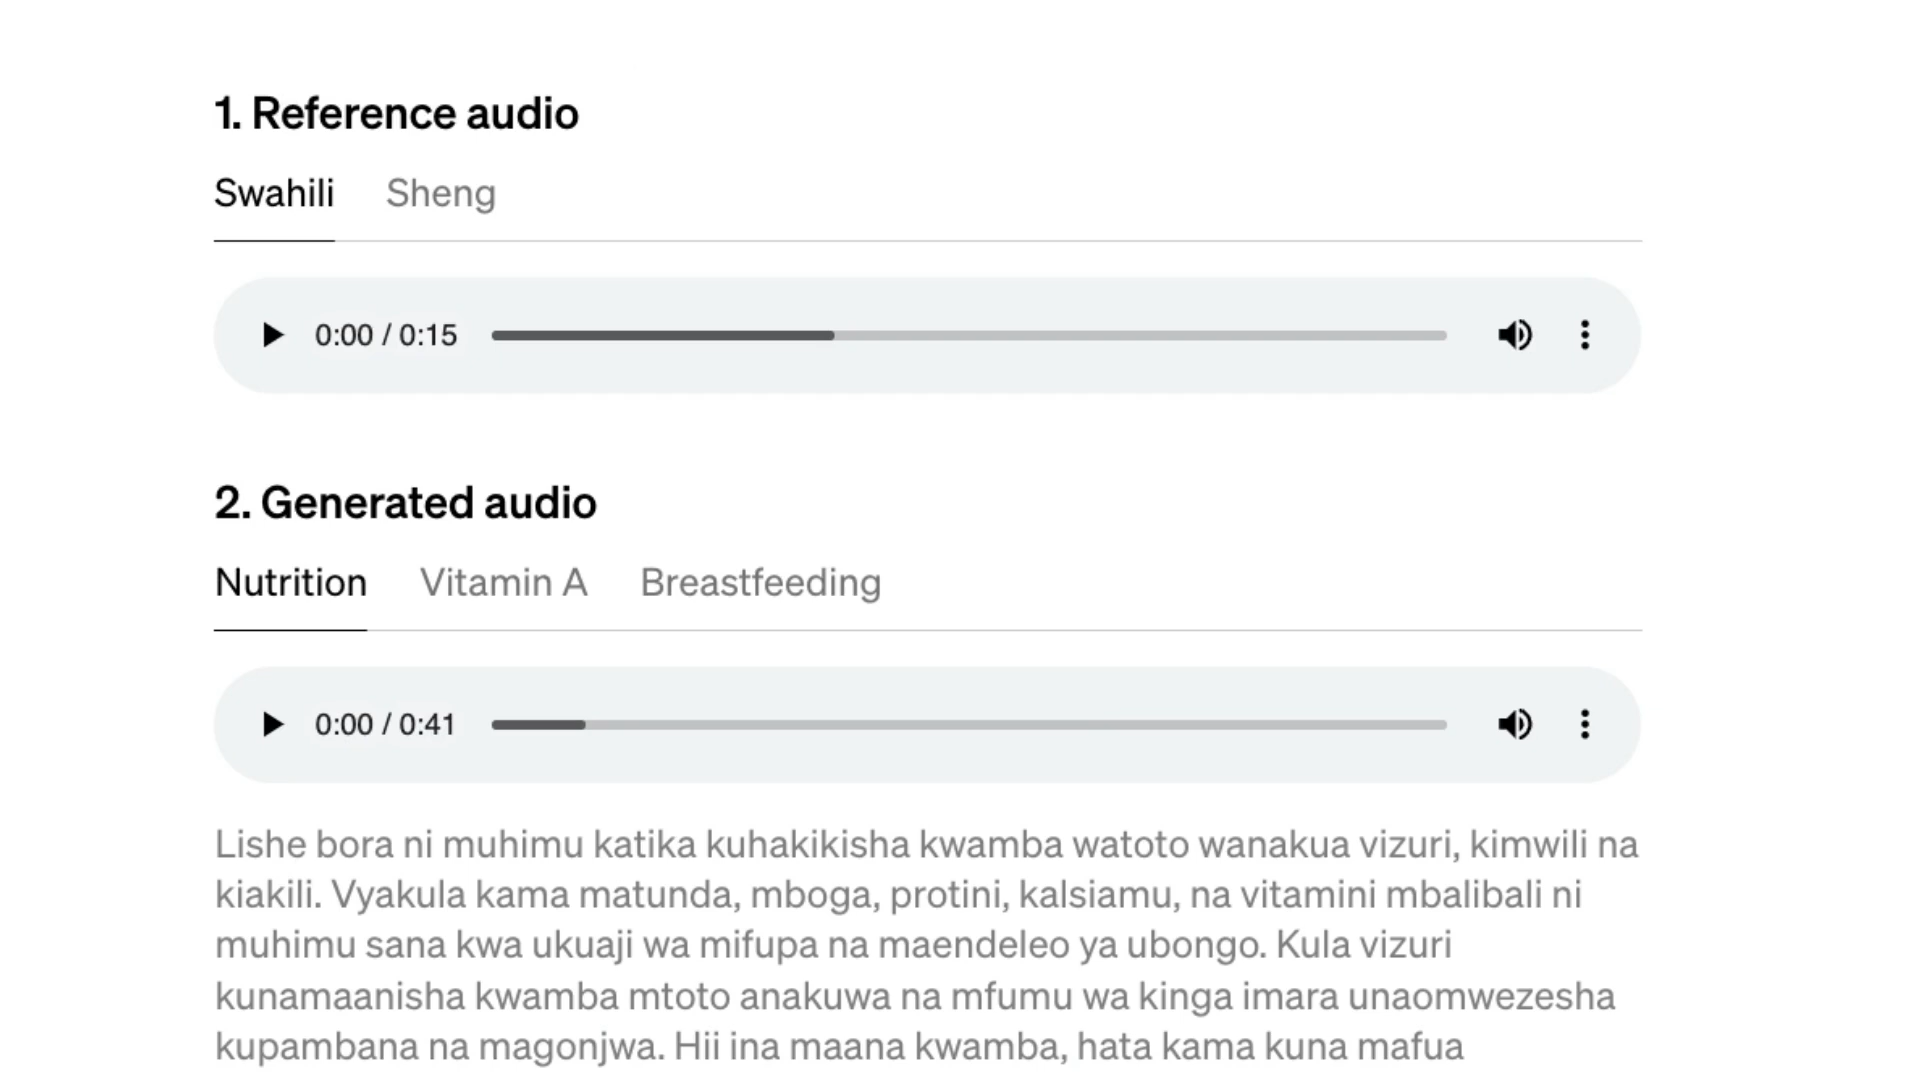 1. Reference audio
Swahili Sheng
0:00 / 0:15
2. Generated audio
Nutrition Vitamin A Breastfeeding
0:00 / 0:41
Lishe bora ni muhimu katika kuhakikisha kwamba watoto wanakua vizuri, kimwili na
kiakili. Vyakula kama matunda, mboga, protini, kalsiamu, na vitamini mbalibali ni
muhimu sana kwa ukuaji wa mifupa na maendeleo ya ubongo. Kula vizuri
kunamaanisha kwamba mtoto anakuwa na mfumu wa kinga imara unaomwezesha
kupambana na magonjwa. Hii ina maana kwamba, hata kama kuna mafua